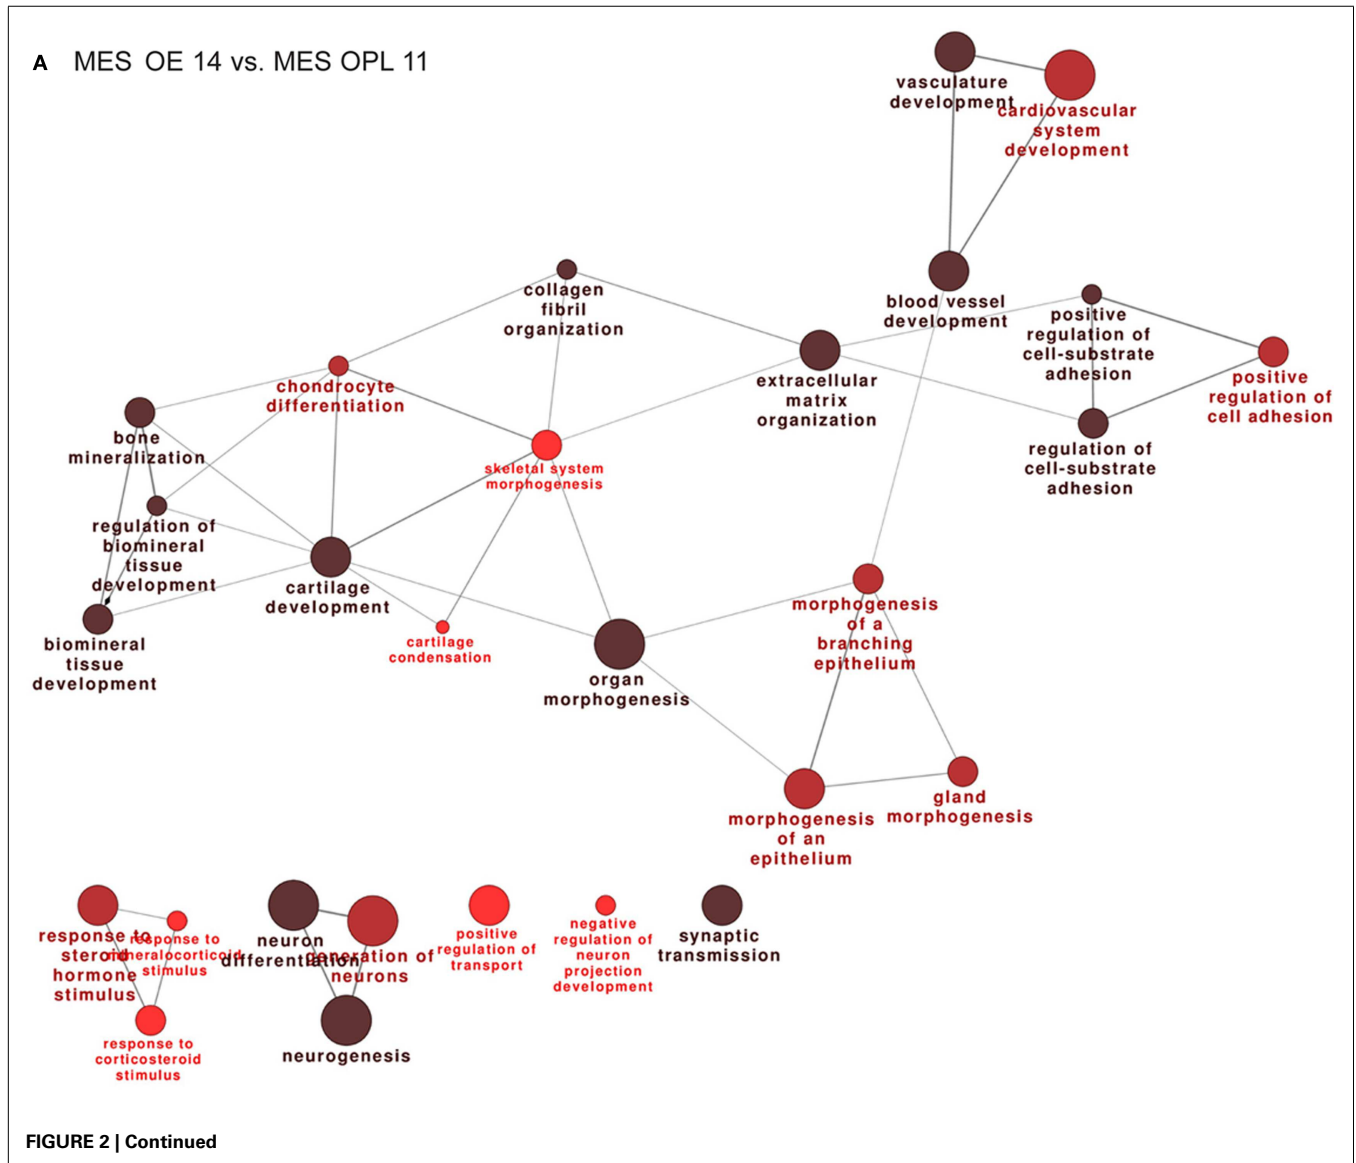 A MES OE 14 vs. MES OPL 11
vasculature
development
cardiovascular
system
development
collagen
fibril
organization
blood vessel
development
positive
regulation of
cell-substrate
adhesion
extracellular
matrix
organization
positive
regulation of
cell adhesion
chondrocyte
differentiation
bone
mineralization
regulation of
cell-substrate
adhesion
skeletal system
morphogenesis
regulation of
biomineral
tissue
development
cartilage
development
biomineral
tissue
development
cartilage
condensation
morphogenesis
of a
branching
epithelium
organ
morphogenesis
gland
morphogenesis
morphogenesis
of an
epithelium
response to
steroid
hormone
stimulus
response to
mineralocorticoid
stimulus
neuron
differentiation
generation of
neurons
positive
regulation of
transport
negative
regulation of
neuron
projection
development
synaptic
transmission
response to
corticosteroid
stimulus
neurogenesis
FIGURE 2 | Continued